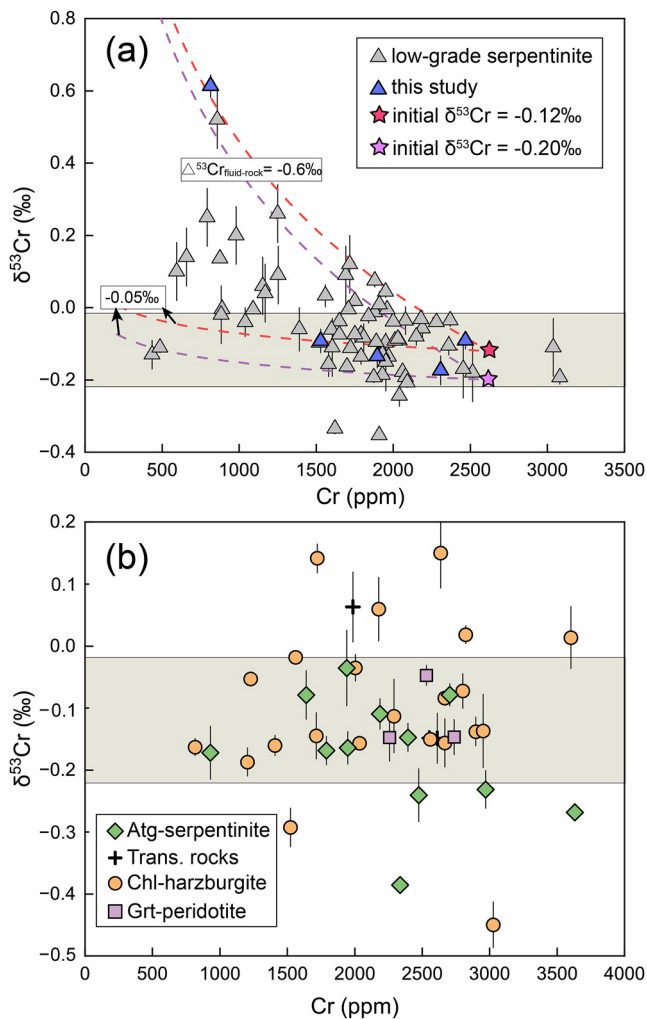 (a)
low-grade serpentinite
this study
initial δ⁵³Cr = -0.12‰
initial δ⁵³Cr = -0.20‰
△ ⁵³Crfluid-rock= -0.6‰
-0.05‰
δ⁵³Cr (‰)
0.8
0.6
0.4
0.2
0.0
−0.2
−0.4
0 500 1000 1500 2000 2500 3000 3500
Cr (ppm)
(b)
δ⁵³Cr (‰)
0.2
0.1
0.0
−0.1
−0.2
−0.3
−0.4
−0.5
Atg-serpentinite
Trans. rocks
Chl-harzburgite
Grt-peridotite
0 500 1000 1500 2000 2500 3000 3500 4000
Cr (ppm)